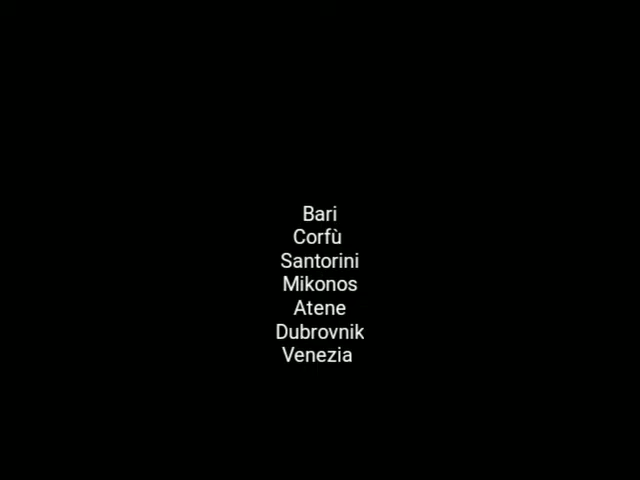 Bari
Corfù
Santorini
Mikonos
Atene
Dubrovnik
Venezia